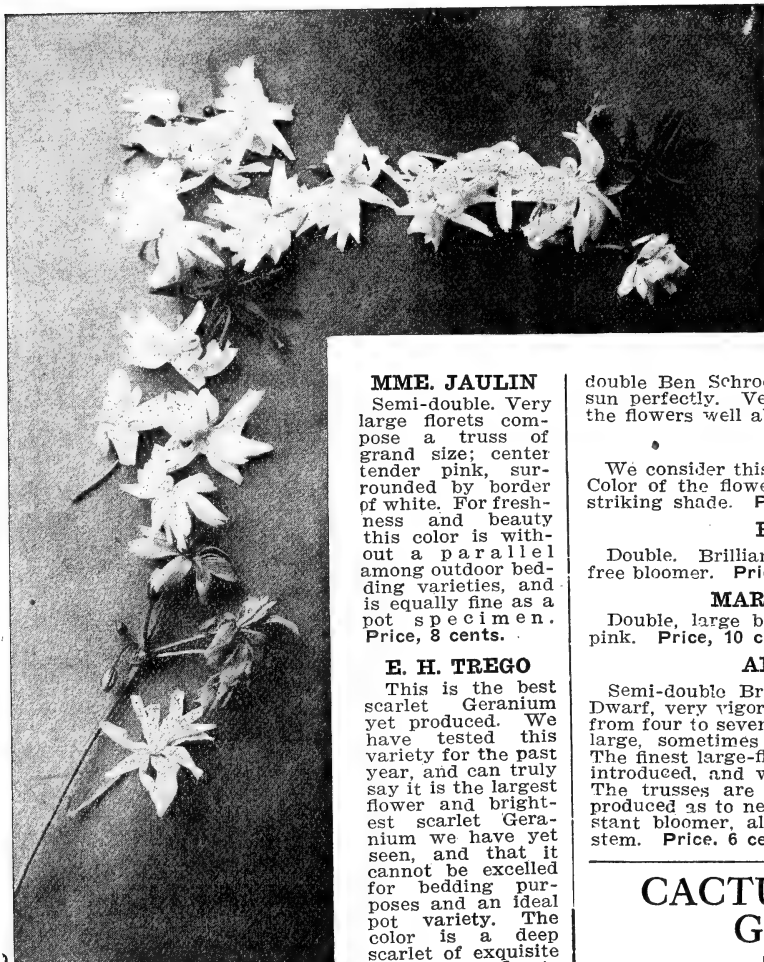 MME. JAULIN
Semi-double. Very
large florets com-
pose a truss of
grand size; center
tender pink, sur-
rounded by border
of white. For fresh-
ness and beauty
this color is with-
out a parallel
among outdoor bed-
ding varieties, and
is equally fine as a
pot specimen.
Price, 8 cents.
E. H. TREGO
This is the best
scarlet Geranium
yet produced. We
have tested this
variety for the past
year, and can truly
say it is the largest
flower and bright-
est scarlet Gera-
nium we have yet
seen, and that it
cannot be excelled
for bedding pur-
poses and an ideal
pot variety. The
color is a deep
scarlet of exquisite
double Ben Schro
sun perfectly. Ve
the flowers well a
We consider this
Color of the flowe
striking shade. P
Double. Brillian
free bloomer. Pri
MAR
Double, large b
pink. Price, 10 c
Semi-double Br
Dwarf, very vigor
from four to sever
large, sometimes
The finest large-fl
introduced, and v
The trusses are
produced as to ne
stant bloomer, al
stem. Price. 6 ce
CACTU
G